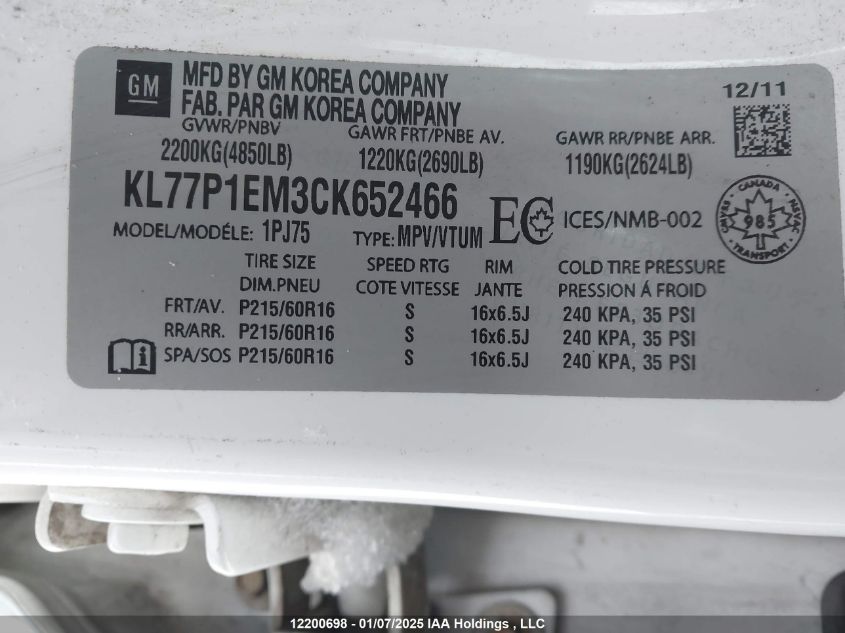 GM
MFD BY GM KOREA COMPANY
FAB. PAR GM KOREA COMPANY
12/11
GVWR/PNBV GAWR FRT/PNBE AV. GAWR RR/PNBE ARR.
2200KG(4850LB) 1220KG(2690LB) 1190KG(2624LB)
KL77P1EM3CK652466 EC ICES/NMB-002
CANADA
985
TRANSPORT
MODEL/MODÉLE: 1PJ75 TYPE: MPV/VTUM
TIRE SIZE SPEED RTG RIM COLD TIRE PRESSURE
DIM.PNEU COTE VITESSE JANTE PRESSION Á FROID
FRT/AV. P215/60R16 S 16x6.5J 240 KPA, 35 PSI
RR/ARR. P215/60R16 S 16x6.5J 240 KPA, 35 PSI
SPA/SOS P215/60R16 S 16x6.5J 240 KPA, 35 PSI
12200698 - 01/07/2025 IAA Holdings , LLC